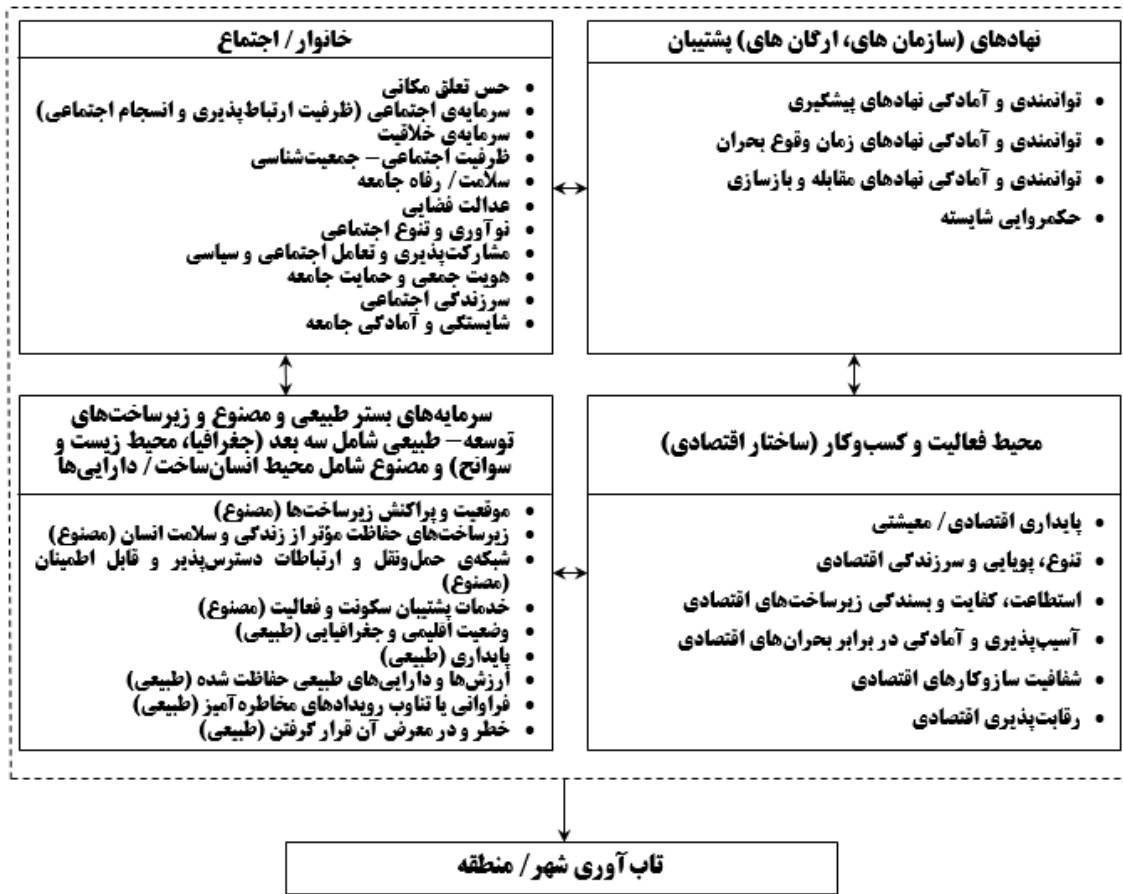 نهادهای (سازمان های، ارگان های) پشتیبان
توانمندی و آمادگی نهادهای پیشگیری
توانمندی و آمادگی نهادهای زمان وقوع بحران
توانمندی و آمادگی نهادهای مقابله و بازسازی
حکمروایی شایسته
خانوار / اجتماع
حس تعلق مکانی
سرمایه‌ی اجتماعی (ظرفیت ارتباط‌پذیری و انسجام اجتماعی)
سرمایه‌ی خلاقیت
ظرفیت اجتماعی – جمعیت‌شناسی
سلامت/ رفاه جامعه
عدالت فضایی
نوآوری و تنوع اجتماعی
مشارکت‌پذیری و تعامل اجتماعی و سیاسی
هویت جمعی و حمایت جامعه
سرزندگی اجتماعی
شایستگی و آمادگی جامعه
محیط فعالیت و کسب‌وکار (ساختار اقتصادی)
پایداری اقتصادی/ معیشتی
تنوع، پویایی و سرزندگی اقتصادی
استطاعت، کفایت و بسندگی زیرساخت‌های اقتصادی
آسیب‌پذیری و آمادگی در برابر بحران‌های اقتصادی
شفافیت سازوکارهای اقتصادی
رقابت‌پذیری اقتصادی
سرمایه‌های بستر طبیعی و مصنوع و زیرساخت‌های
توسعه – طبیعی شامل سه بعد (جغرافیا، محیط زیست و
سوانح) و مصنوع شامل محیط انسان‌ساخت/ دارایی‌ها
موقعیت و پراکنش زیرساخت‌ها (مصنوع)
زیرساخت‌های حفاظت مؤثر از زندگی و سلامت انسان (مصنوع)
شبکه‌ی حمل‌ونقل و ارتباطات دسترس‌پذیر و قابل اطمینان
(مصنوع)
خدمات پشتیبان سکونت و فعالیت (مصنوع)
وضعیت اقلیمی و جغرافیایی (طبیعی)
پایداری (طبیعی)
ارزش‌ها و دارایی‌های طبیعی حفاظت شده (طبیعی)
فراوانی یا تناوب رویدادهای مخاطره‌آمیز (طبیعی)
خطر و در معرض آن قرار گرفتن (طبیعی)
تاب آوری شهر / منطقه